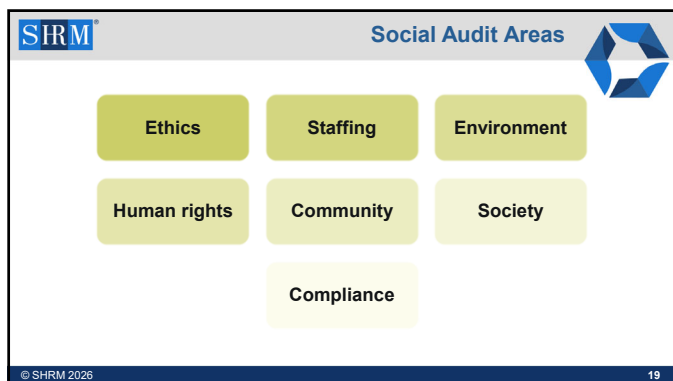 SHRM®
Social Audit Areas
Ethics
Staffing
Environment
Human rights
Community
Society
Compliance
© SHRM 2026
19